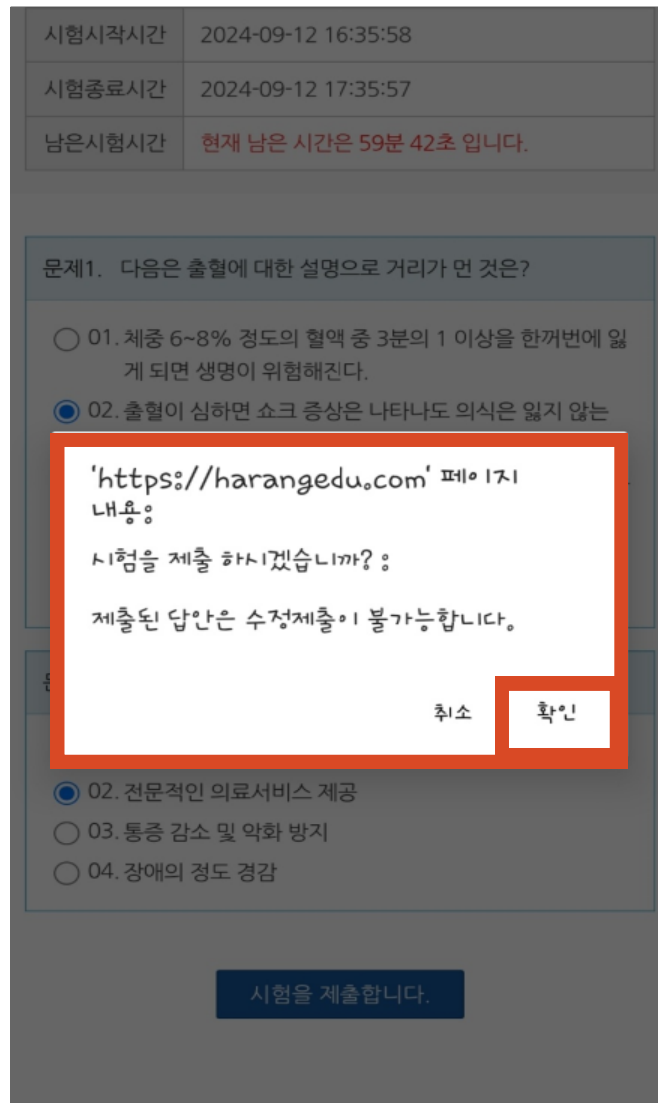 시험시작시간 2024-09-12 16:35:58
시험종료시간 2024-09-12 17:35:57
남은시험시간 현재 남은 시간은 59분 42초 입니다.
문제1. 다음은 출혈에 대한 설명으로 거리가 먼 것은?
01. 체중 6~8% 정도의 혈액 중 3분의 1 이상을 한꺼번에 잃
게 되면 생명이 위험해진다.
02. 출혈이 심하면 쇼크 증상은 나타나도 의식은 잃지 않는
'https://harangedu.com' 페이지
내용:
시험을 제출 하시겠습니까? :
제출된 답안은 수정제출이 불가능합니다.
취소 확인
02. 전문적인 의료서비스 제공
03. 통증 감소 및 악화 방지
04. 장애의 정도 경감
시험을 제출합니다.